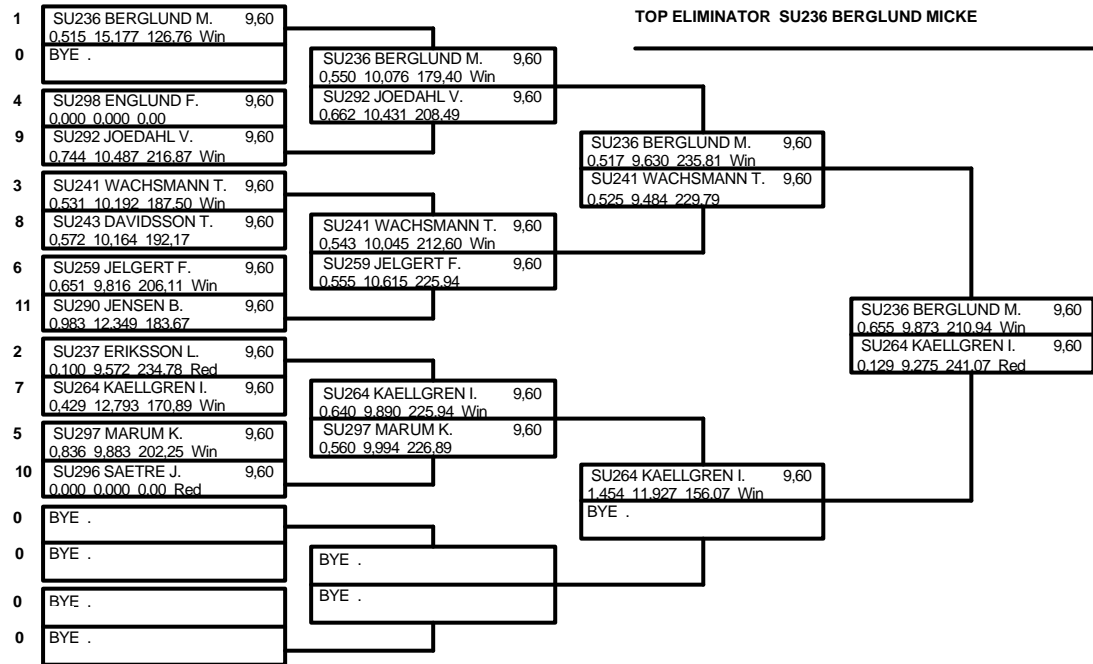 TOP ELIMINATOR SU236 BERGLUND MICKE
1 SU236 BERGLUND M. 9,60
0,515 15,177 126,76 Win
0 BYE .
4 SU298 ENGLUND F. 9,60
0,000 0,000 0,00
9 SU292 JOEDAHL V. 9,60
0,744 10,487 216,87 Win
3 SU241 WACHSMANN T. 9,60
0,531 10,192 187,50 Win
8 SU243 DAVIDSSON T. 9,60
0,572 10,164 192,17
6 SU259 JELGERT F. 9,60
0,651 9,816 206,11 Win
11 SU290 JENSEN B. 9,60
0,983 12,349 183,67
2 SU237 ERIKSSON L. 9,60
0,100 9,572 234,78 Red
7 SU264 KAELLGREN I. 9,60
0,429 12,793 170,89 Win
5 SU297 MARUM K. 9,60
0,836 9,883 202,25 Win
10 SU296 SAETRE J. 9,60
0,000 0,000 0,00 Red
0 BYE .
0 BYE .
0 BYE .
0 BYE .
SU236 BERGLUND M. 9,60
0,550 10,076 179,40 Win
SU292 JOEDAHL V. 9,60
0,662 10,431 208,49
SU241 WACHSMANN T. 9,60
0,543 10,045 212,60 Win
SU259 JELGERT F. 9,60
0,555 10,615 225,94
SU264 KAELLGREN I. 9,60
0,640 9,890 225,94 Win
SU297 MARUM K. 9,60
0,560 9,994 226,89
BYE .
BYE .
SU236 BERGLUND M. 9,60
0,517 9,630 235,81 Win
SU241 WACHSMANN T. 9,60
0,525 9,484 229,79
SU264 KAELLGREN I. 9,60
1,454 11,927 156,07 Win
BYE .
SU236 BERGLUND M. 9,60
0,655 9,873 210,94 Win
SU264 KAELLGREN I. 9,60
0,129 9,275 241,07 Red